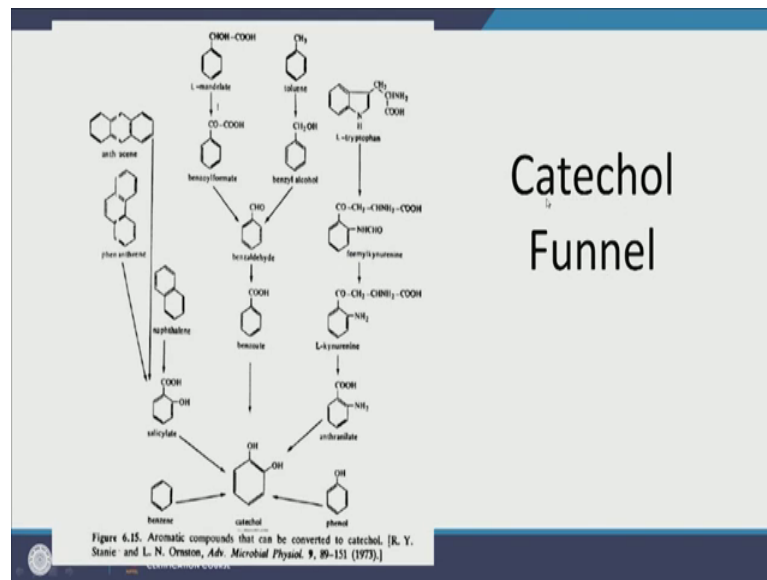 CHOH-COOH
CH3
L-mandelate
toluene
CH2
CHNH2
COOH
N
H
L-tryptophan
anthracene
CO-COOH
CH2OH
benzoylformate
benzyl alcohol
phenanthrene
CHO
CO-CH2-CHNH2-COOH
NHCHO
benzaldehyde
formylkynurenine
naphthalene
COOH
CO-CH2-CHNH2-COOH
NH2
benzoate
L-kynurenine
COOH
OH
COOH
NH2
salicylate
anthranilate
OH
OH
OH
benzene
catechol
phenol
Figure 6.15. Aromatic compounds that can be converted to catechol. [R. Y.
Stanie and L. N. Ornston, Adv. Microbial Physiol. 9, 89-151 (1973).]
Catechol
Funnel
CERTIFICATION COURSE